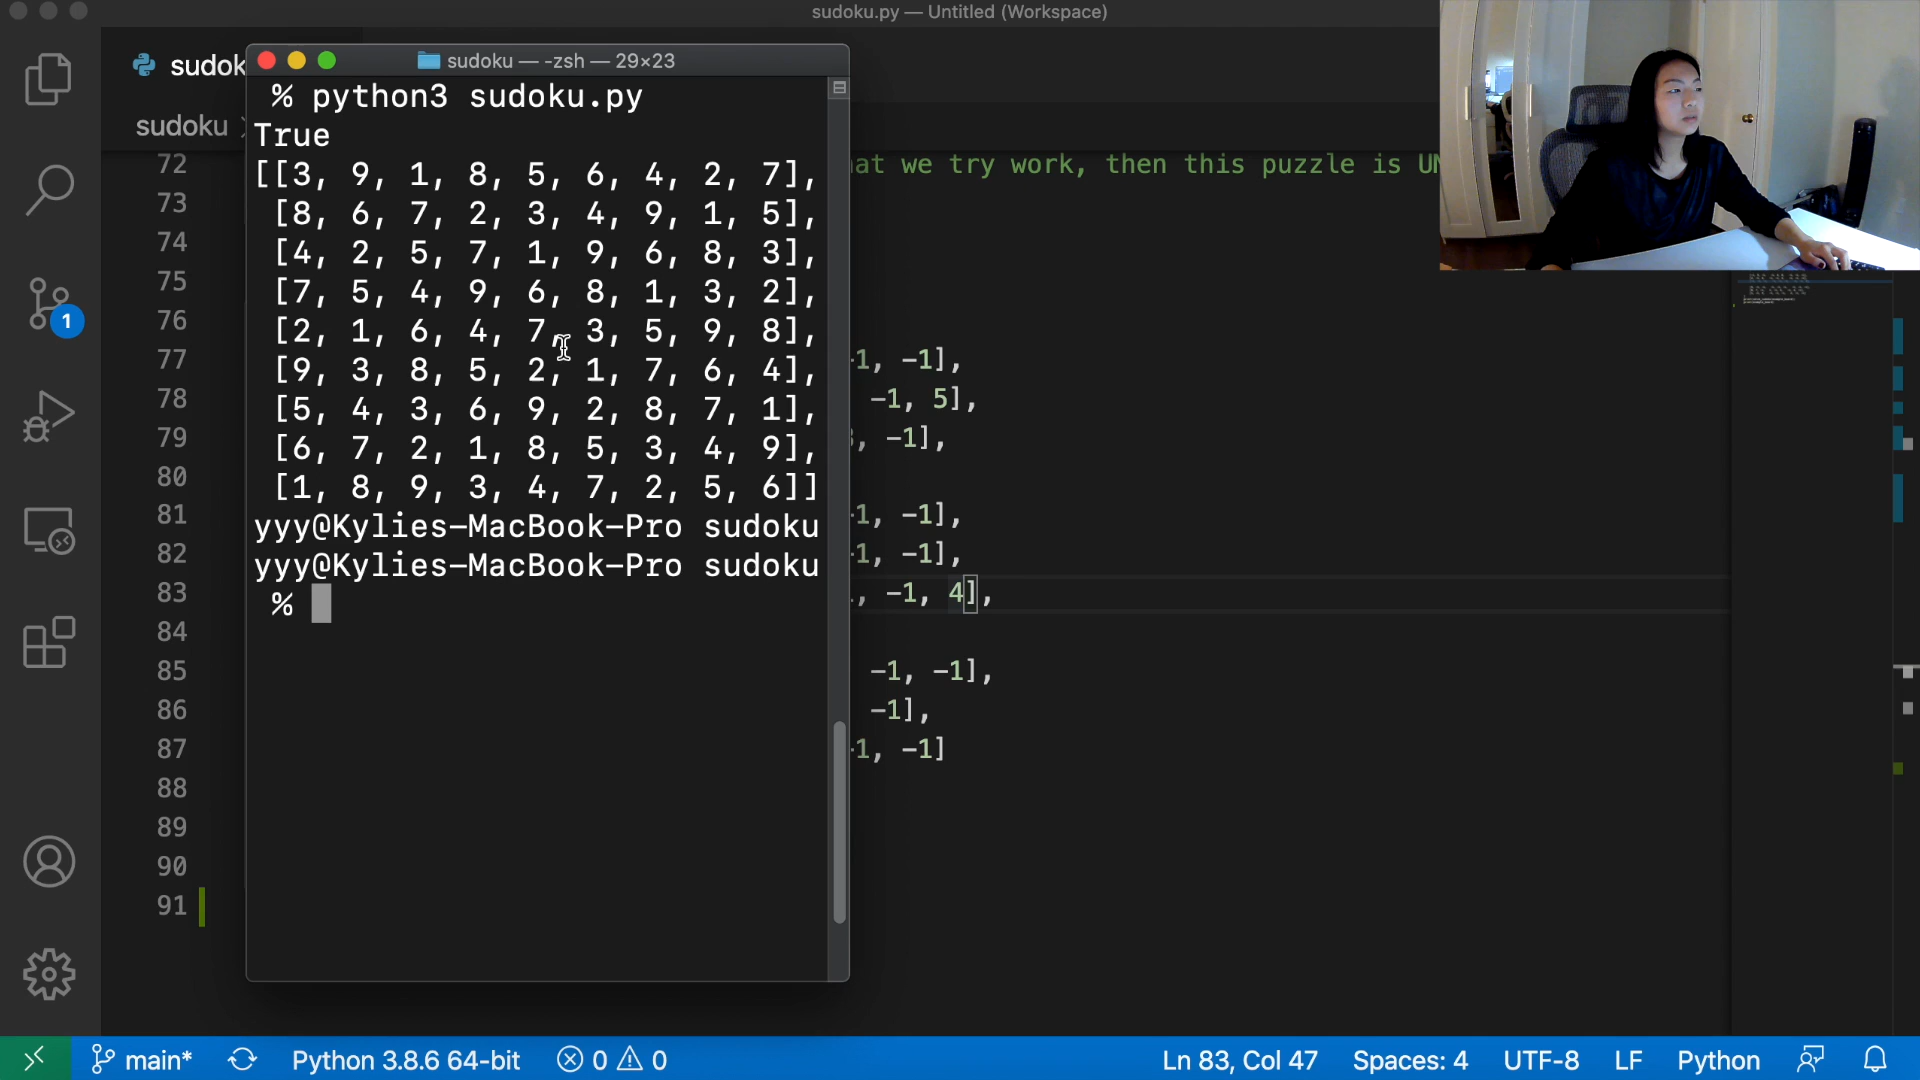 sudoku.py — Untitled (Workspace)
sudok
sudoku — -zsh — 29×23
sudoku
% python3 sudoku.py
True
[[3, 9, 1, 8, 5, 6, 4, 2, 7],
[8, 6, 7, 2, 3, 4, 9, 1, 5],
[4, 2, 5, 7, 1, 9, 6, 8, 3],
[7, 5, 4, 9, 6, 8, 1, 3, 2],
[2, 1, 6, 4, 7, 3, 5, 9, 8],
[9, 3, 8, 5, 2, 1, 7, 6, 4],
[5, 4, 3, 6, 9, 2, 8, 7, 1],
[6, 7, 2, 1, 8, 5, 3, 4, 9],
[1, 8, 9, 3, 4, 7, 2, 5, 6]]
yyy@Kylies-MacBook-Pro sudoku
yyy@Kylies-MacBook-Pro sudoku
%
72 at we try work, then this puzzle is UN
73
74
75
76
77 1, -1],
78 -1, 5],
79 , -1],
80
81 1, -1],
82 1, -1],
83 , -1, 4],
84
85 -1, -1],
86 -1],
87 1, -1]
88
89
90
91
1
main* Python 3.8.6 64-bit 0 0 Ln 83, Col 47 Spaces: 4 UTF-8 LF Python